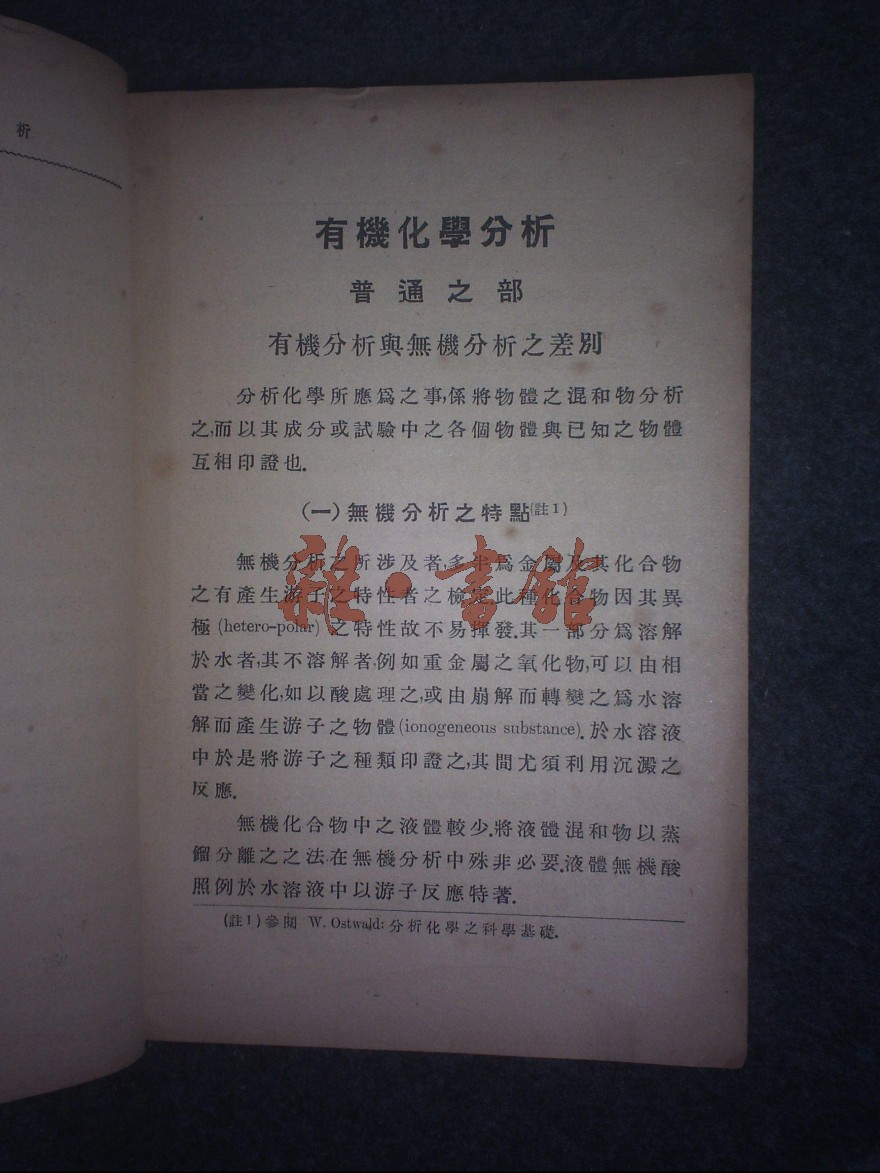 析
有機化學分析
普通之部
有機分析與無機分析之差別
分析化學所應爲之事,係將物體之混和物分析
之,而以其成分或試驗中之各個物體與已知之物體
互相印證也.
(一)無機分析之特點(註1)
無機分析之所涉及者,多半爲金屬及其化合物
之有產生游子之特性者之檢定此種化合物因其異
極(hetero-polar)之特性故不易揮發.其一部分爲溶解
於水者,其不溶解者,例如重金屬之氧化物,可以由相
當之變化,如以酸處理之,或由崩解而轉變之爲水溶
解而產生游子之物體(ionogeneous substance).於水溶液
中於是將游子之種類印證之,其間尤須利用沉澱之
反應.
無機化合物中之液體較少.將液體混和物以蒸
餾分離之之法,在無機分析中殊非必要.液體無機酸
照例於水溶液中以游子反應特著.
(註1)參閱 W. Ostwald:分析化學之科學基礎.
雜·書館